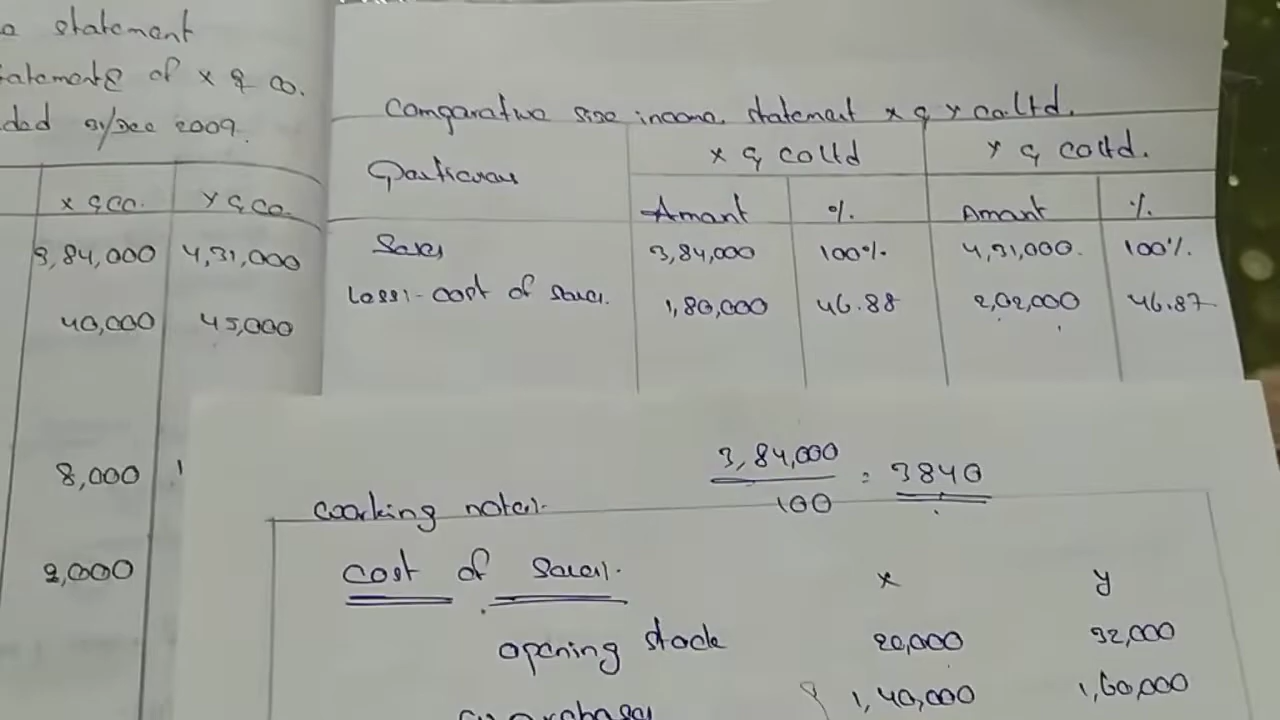 statement
of x & co.
ded 31/Dec 2009.
x & co. y & co.
3,84,000 4,31,000
40,000 45,000
8,000
2,000
Comparative size income statement x & y co. Ltd.
Particulars
x & co Ltd y & co Ltd.
Amant % Amant %
Sales 3,84,000 100% 4,31,000. 100%
Less:- cost of Sales. 1,80,000 46.88 2,02,000 46.87
3,84,000
100 = 3840
working notes:-
cost of Sales:-
x y
opening stock 20,000 32,000
1,40,000 1,60,000